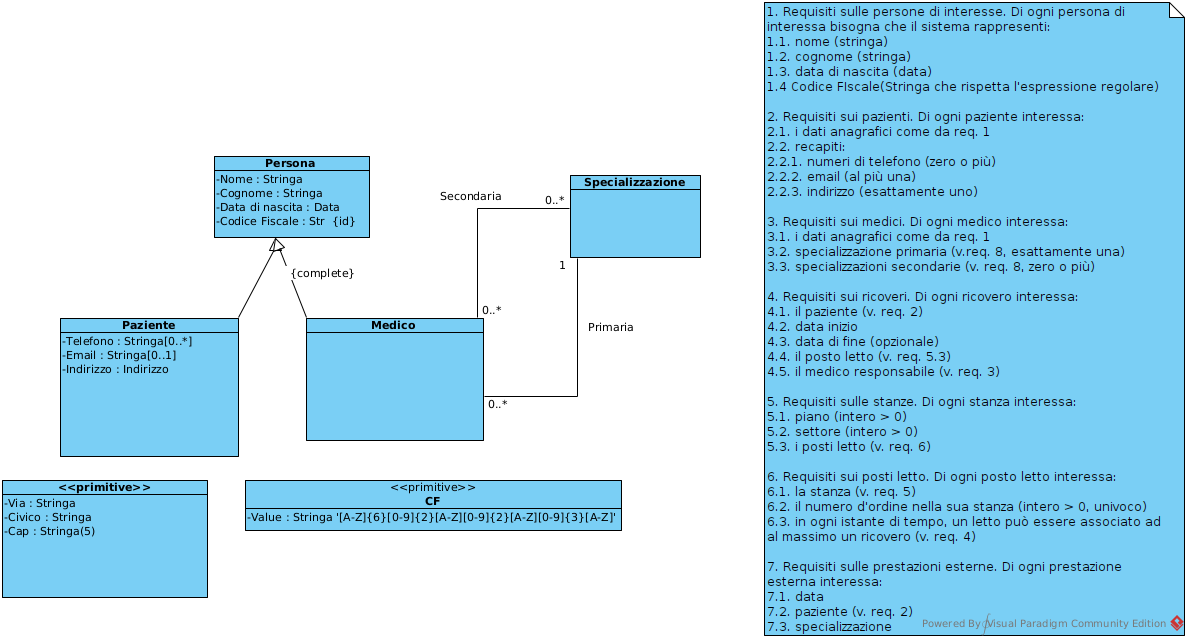 Persona
-Nome : Stringa
-Cognome : Stringa
-Data di nascita : Data
-Codice Fiscale : Str {id}
{complete}
Paziente
-Telefono : Stringa[0..*]
-Email : Stringa[0..1]
-Indirizzo : Indirizzo
Medico
Specializzazione
Secondaria
0..*
0..*
1
Primaria
0..*
<<primitive>>
-Via : Stringa
-Civico : Stringa
-Cap : Stringa(5)
<<primitive>>
CF
-Value : Stringa '[A-Z]{6}[0-9]{2}[A-Z][0-9]{2}[A-Z][0-9]{3}[A-Z]'
1. Requisiti sulle persone di interesse. Di ogni persona di
interessa bisogna che il sistema rappresenti:
1.1. nome (stringa)
1.2. cognome (stringa)
1.3. data di nascita (data)
1.4 Codice FIscale(Stringa che rispetta l'espressione regolare)
2. Requisiti sui pazienti. Di ogni paziente interessa:
2.1. i dati anagrafici come da req. 1
2.2. recapiti:
2.2.1. numeri di telefono (zero o più)
2.2.2. email (al più una)
2.2.3. indirizzo (esattamente uno)
3. Requisiti sui medici. Di ogni medico interessa:
3.1. i dati anagrafici come da req. 1
3.2. specializzazione primaria (v.req. 8, esattamente una)
3.3. specializzazioni secondarie (v. req. 8, zero o più)
4. Requisiti sui ricoveri. Di ogni ricovero interessa:
4.1. il paziente (v. req. 2)
4.2. data inizio
4.3. data di fine (opzionale)
4.4. il posto letto (v. req. 5.3)
4.5. il medico responsabile (v. req. 3)
5. Requisiti sulle stanze. Di ogni stanza interessa:
5.1. piano (intero > 0)
5.2. settore (intero > 0)
5.3. i posti letto (v. req. 6)
6. Requisiti sui posti letto. Di ogni posto letto interessa:
6.1. la stanza (v. req. 5)
6.2. il numero d'ordine nella sua stanza (intero > 0, univoco)
6.3. in ogni istante di tempo, un letto può essere associato ad
al massimo un ricovero (v. req. 4)
7. Requisiti sulle prestazioni esterne. Di ogni prestazione
esterna interessa:
7.1. data
7.2. paziente (v. req. 2)
7.3. specializzazione
Powered By Visual Paradigm Community Edition